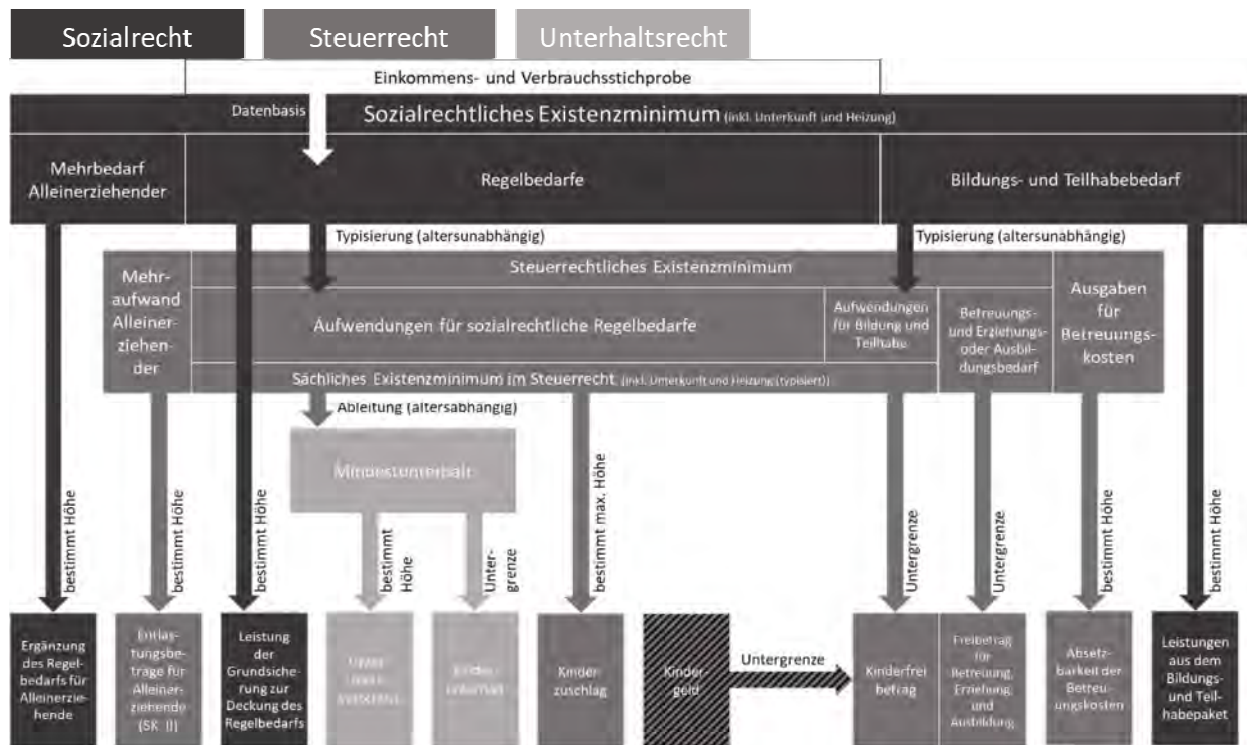 Sozialrecht
Steuerrecht
Unterhaltsrecht
Einkommens- und Verbrauchsstichprobe
Datenbasis
Sozialrechtliches Existenzminimum (inkl. Unterkunft und Heizung)
Mehrbedarf
Alleinerziehender
Regelbedarfe
Bildungs- und Teilhabebedarf
Typisierung (altersunabhängig)
Typisierung (altersunabhängig)
Mehr-
aufwand
Alleiner-
ziehen-
der
Steuerrechtliches Existenzminimum
Aufwendungen für sozialrechtliche Regelbedarfe
Aufwendungen
für Bildung und
Teilhabe
Betreuungs-
und Erziehungs-
oder Ausbil-
dungsbedarf
Ausgaben
für
Betreuungs-
kosten
Sächliches Existenzminimum im Steuerrecht (inkl. Unterkunft und Heizung (typisiert))
Ableitung (altersabhängig)
Mindestunterhalt
bestimmt Höhe
bestimmt Höhe
bestimmt Höhe
bestimmt
Höhe
Unter-
grenze
bestimmt max. Höhe
Untergrenze
Untergrenze
bestimmt Höhe
bestimmt Höhe
Ergänzung
des Regel-
bedarfs für
Alleinerzie-
hende
Entlas-
tungsbe-
träge für
Alleiner-
ziehende
(SK II)
Leistung
der
Grundsiche-
rung zur
Deckung des
Regelbedarfs
Kinder-
zuschlag
Kinder-
geld
Untergrenze
Kinderfrei
betrag
Freibetrag
für
Betreuung,
Erziehung
und
Ausbildung
Absetz-
barkeit der
Betreu-
ungskosten
Leistungen
aus dem
Bildungs-
und Teil-
habepaket